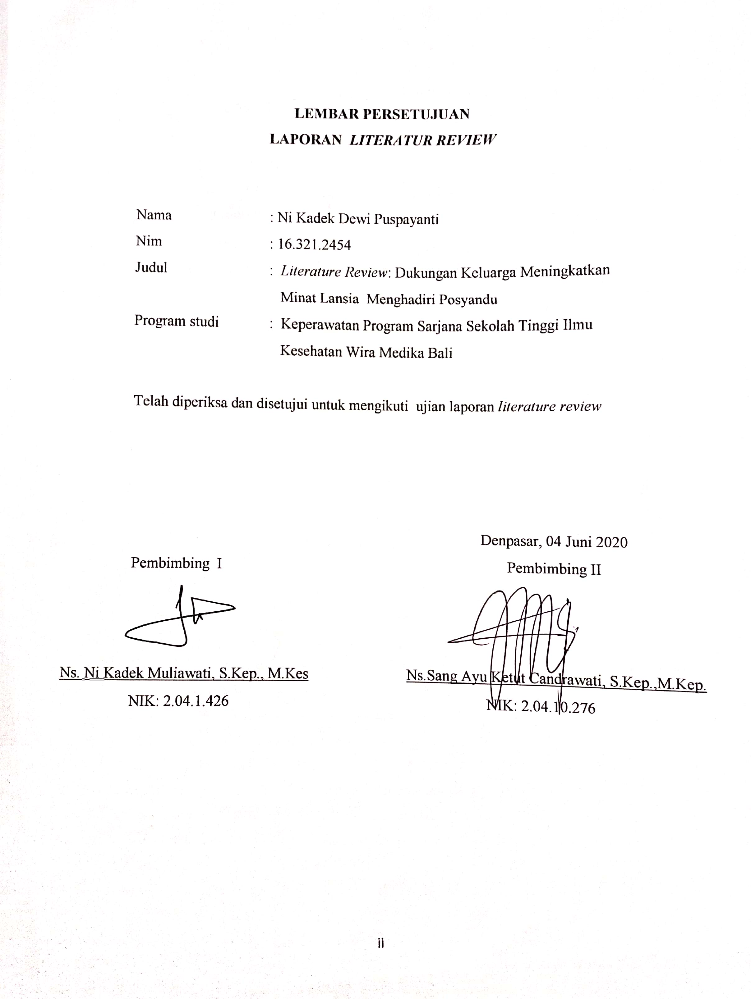 LEMBAR PERSETUJUAN
LAPORAN LITERATUR REVIEW
Nama : Ni Kadek Dewi Puspayanti
Nim : 16.321.2454
Judul : Literature Review: Dukungan Keluarga Meningkatkan
Minat Lansia Menghadiri Posyandu
Program studi : Keperawatan Program Sarjana Sekolah Tinggi Ilmu
Kesehatan Wira Medika Bali
Telah diperiksa dan disetujui untuk mengikuti ujian laporan literature review
Denpasar, 04 Juni 2020
Pembimbing I
Pembimbing II
Ns. Ni Kadek Muliawati, S.Kep., M.Kes
NIK: 2.04.1.426
Ns.Sang Ayu Ketut Candrawati, S.Kep.,M.Kep.
NIK: 2.04.10.276
ii